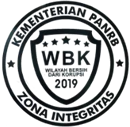 KEMENTERIAN PANRB
WBK
WILAYAH BERSIH
DARI KORUPSI
2019
ZONA INTEGRITAS